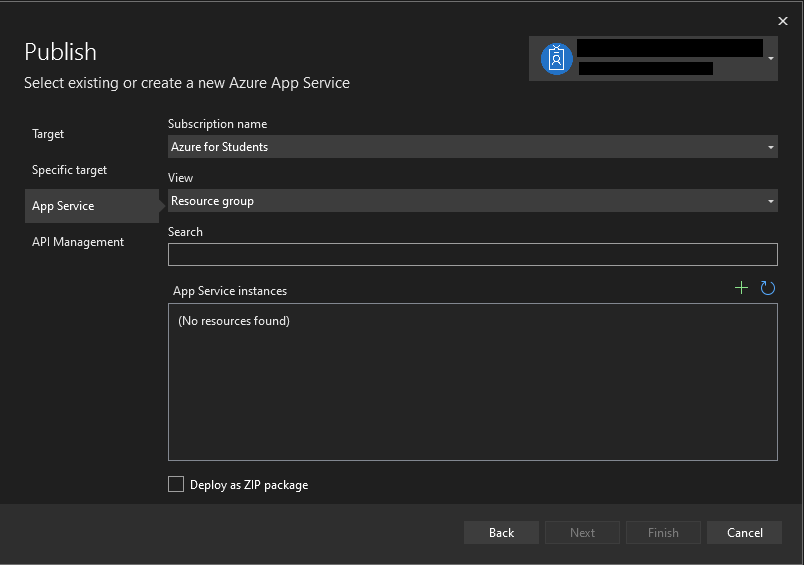 Publish
Select existing or create a new Azure App Service
Target
Specific target
App Service
API Management
Subscription name
Azure for Students
View
Resource group
Search
App Service instances
(No resources found)
Deploy as ZIP package
Back
Next
Finish
Cancel